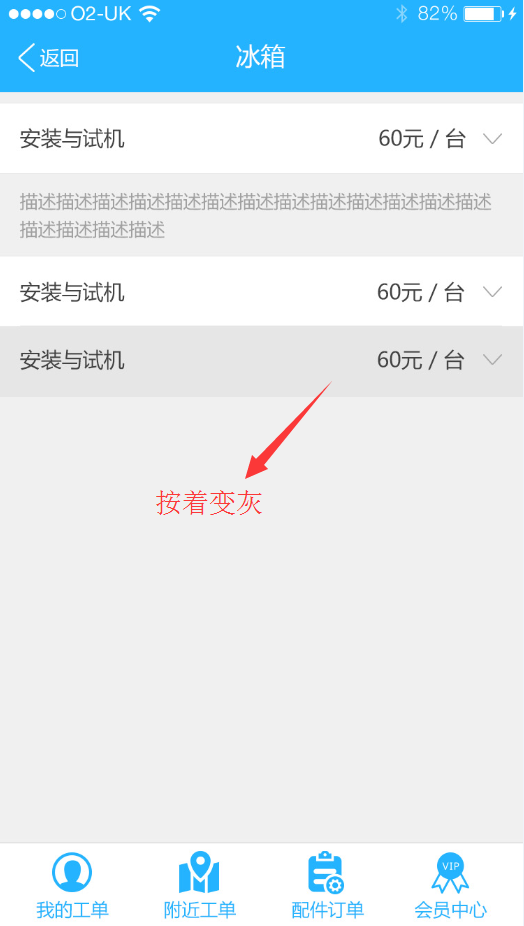 O2-UK 82%
返回 冰箱
安装与试机 60元 / 台
描述描述描述描述描述描述描述描述描述描述描述描述描述
描述描述描述描述
安装与试机 60元 / 台
安装与试机 60元 / 台
按着变灰
VIP
我的工单 附近工单 配件订单 会员中心